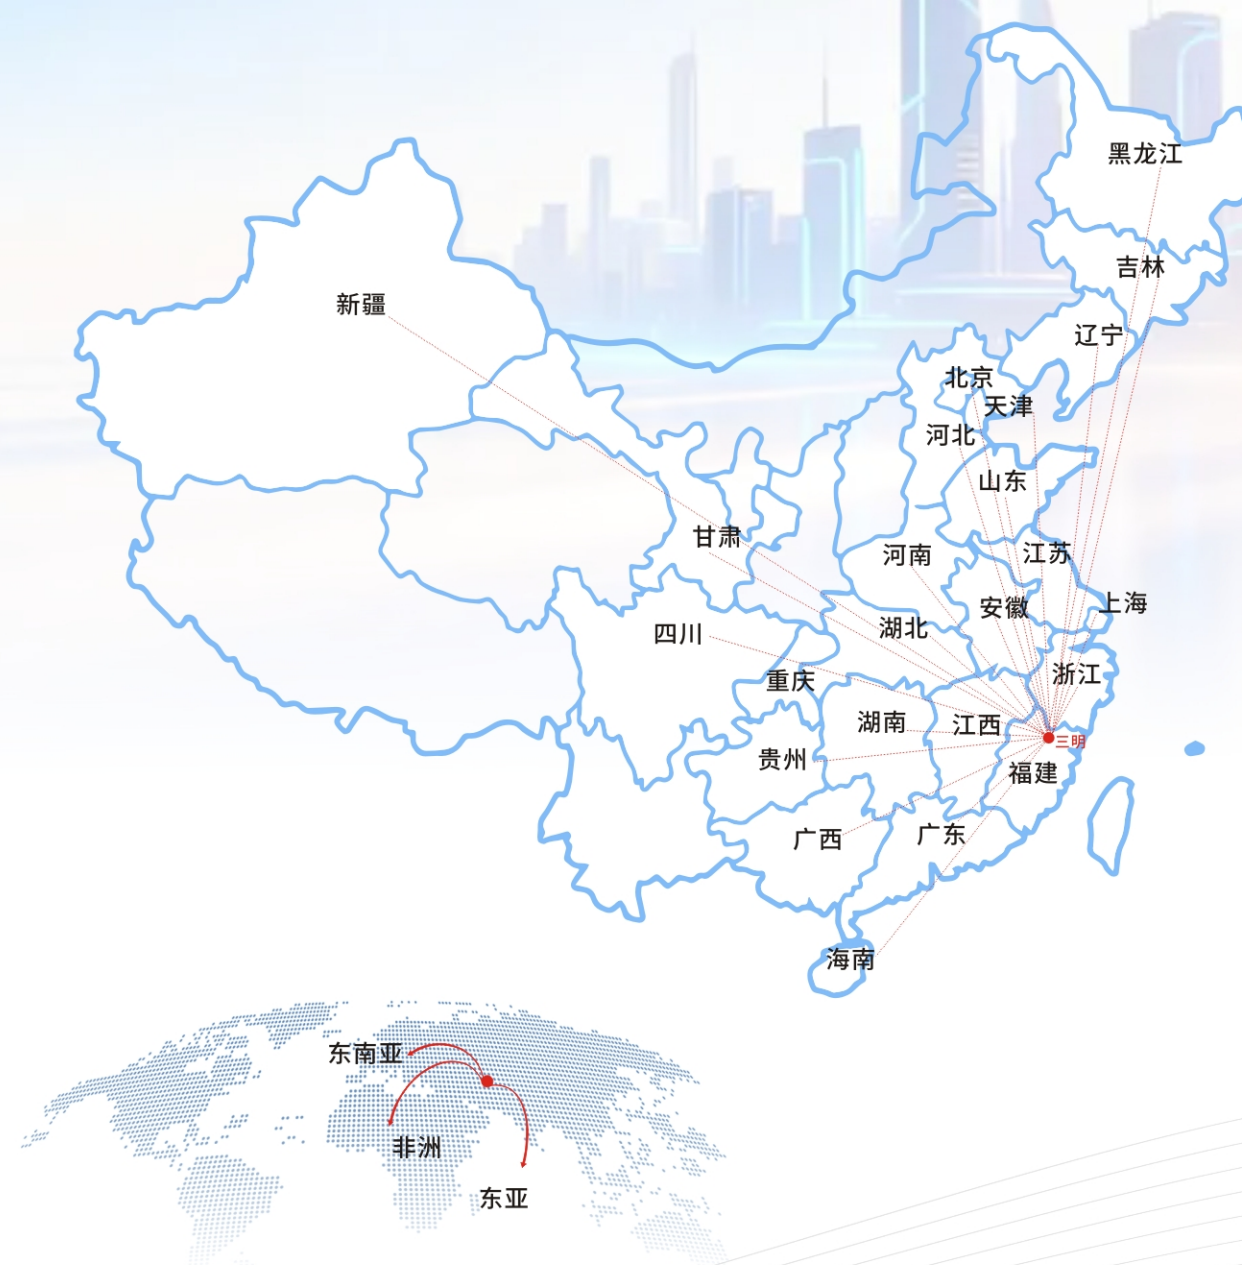 黑龙江
吉林
新疆
辽宁
北京
天津
河北
山东
甘肃
河南
江苏
安徽
上海
湖北
四川
浙江
重庆
湖南
江西
三明
贵州
福建
广西
广东
海南
东南亚
非洲
东亚